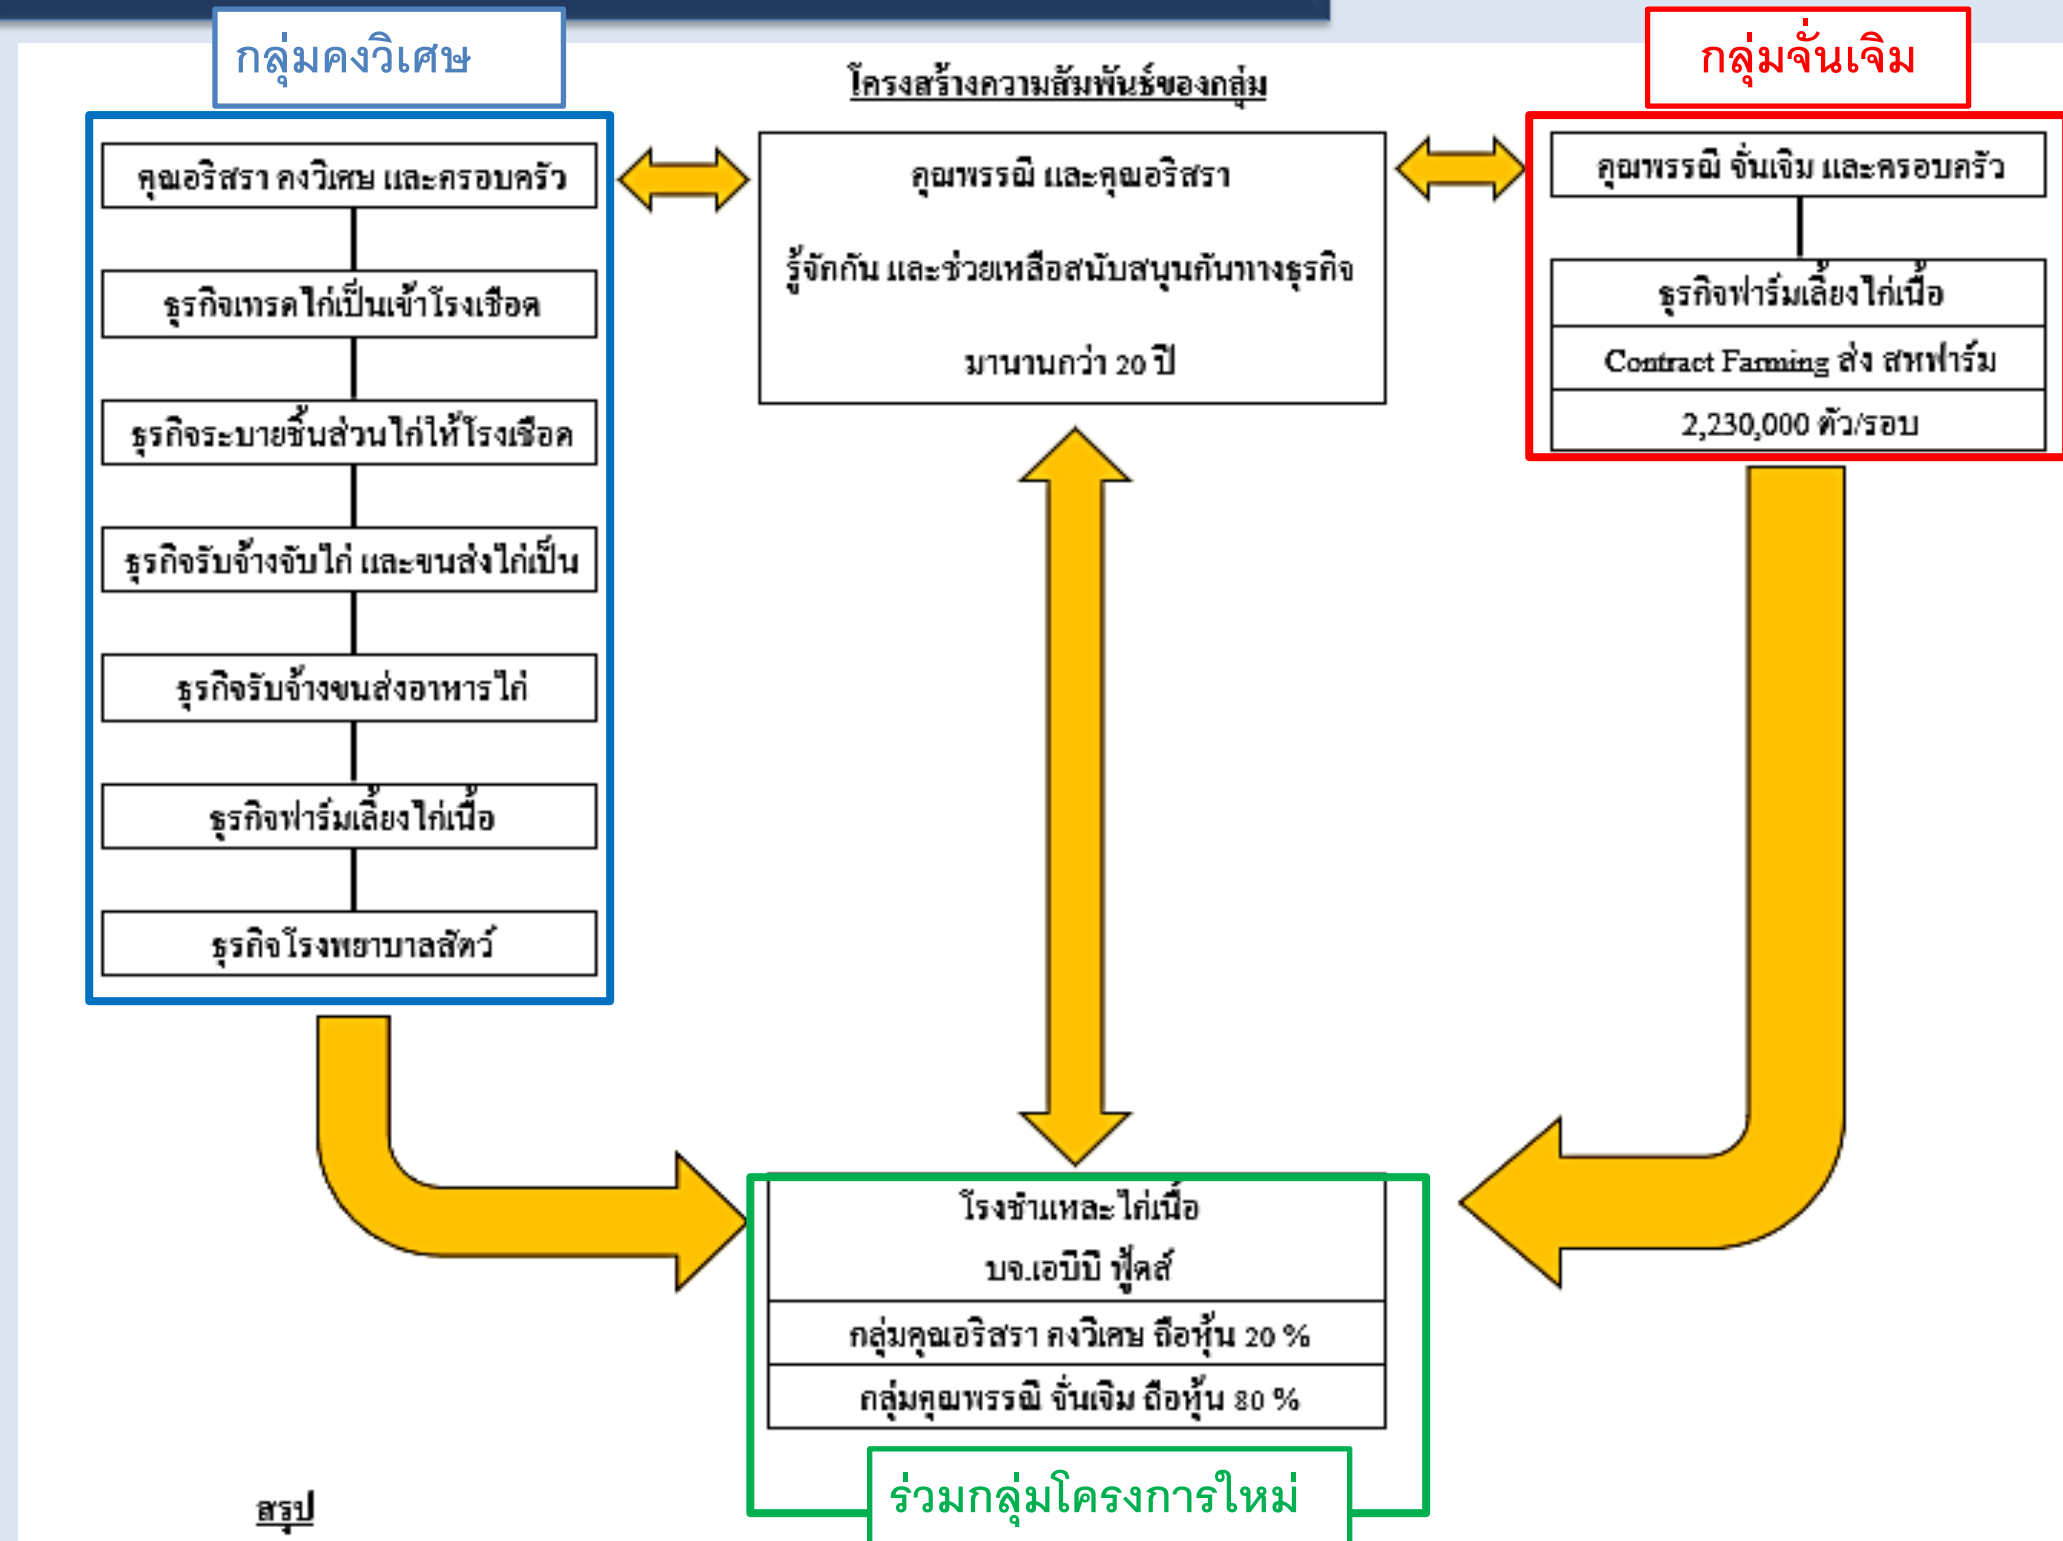 กลุ่มคงวิเศษ
โครงสร้างความสัมพันธ์ของกลุ่ม
กลุ่มจั่นเจิม
คุณอริสรา คงวิเศษ และครอบครัว
ธุรกิจเทรดไก่เป็นเข้าโรงเชือด
ธุรกิจระบายชิ้นส่วนไก่ให้โรงเชือด
ธุรกิจรับจ้างจับไก่ และขนส่งไก่เป็น
ธุรกิจรับจ้างขนส่งอาหารไก่
ธุรกิจฟาร์มเลี้ยงไก่เนื้อ
ธุรกิจโรงพยาบาลสัตว์
คุณพรรณี และคุณอริสรา
รู้จักกัน และช่วยเหลือสนับสนุนกันทางธุรกิจ
มานานกว่า 20 ปี
คุณพรรณี จั่นเจิม และครอบครัว
ธุรกิจฟาร์มเลี้ยงไก่เนื้อ
Contract Farming ส่ง สหฟาร์ม
2,230,000 ตัว/รอบ
โรงชำแหละไก่เนื้อ
บจ.เอบีบี ฟู้ดส์
กลุ่มคุณอริสรา คงวิเศษ ถือหุ้น 20 %
กลุ่มคุณพรรณี จั่นเจิม ถือหุ้น 80 %
ร่วมกลุ่มโครงการใหม่
สรุป